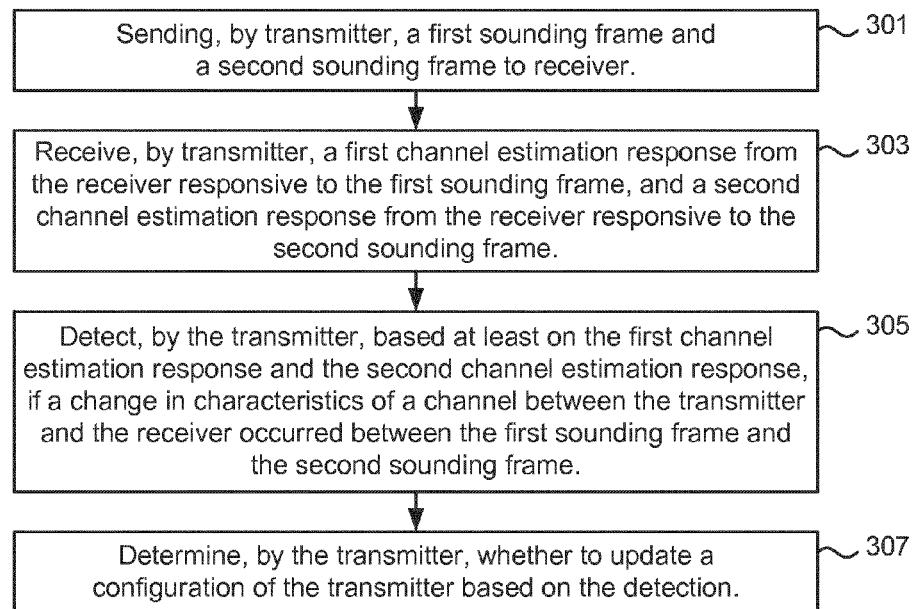 Sending, by transmitter, a first sounding frame and
a second sounding frame to receiver.
301
Receive, by transmitter, a first channel estimation response from
the receiver responsive to the first sounding frame, and a second
channel estimation response from the receiver responsive to the
second sounding frame.
303
Detect, by the transmitter, based at least on the first channel
estimation response and the second channel estimation response,
if a change in characteristics of a channel between the transmitter
and the receiver occurred between the first sounding frame and
the second sounding frame.
305
Determine, by the transmitter, whether to update a
configuration of the transmitter based on the detection.
307